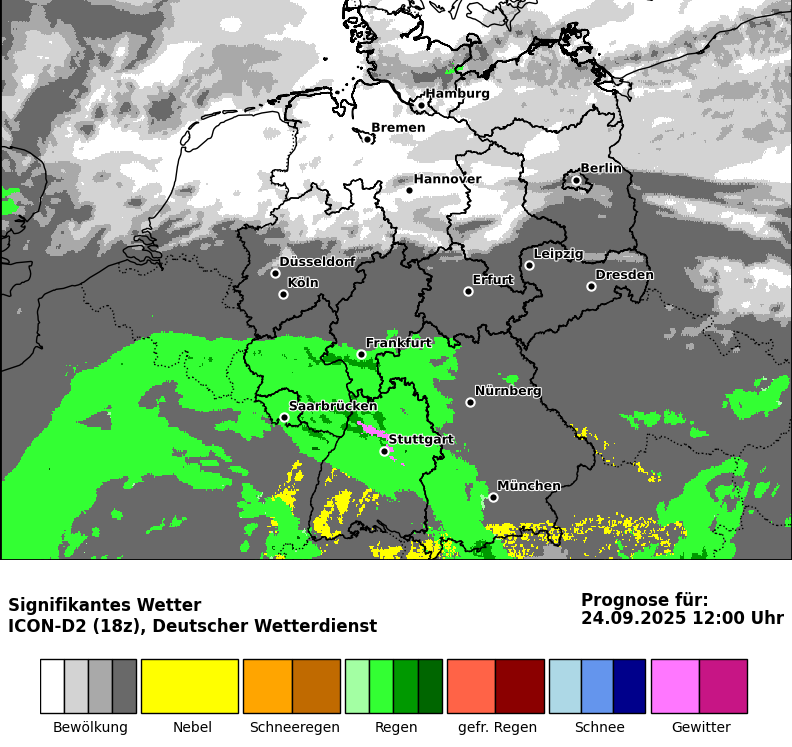 Hamburg
Bremen
Hannover
Berlin
Düsseldorf
Köln
Leipzig
Erfurt
Dresden
Frankfurt
Nürnberg
Saarbrücken
Stuttgart
München
Signifikantes Wetter
ICON-D2 (18z), Deutscher Wetterdienst
Prognose für:
24.09.2025 12:00 Uhr
Bewölkung
Nebel
Schneeregen
Regen
gefr. Regen
Schnee
Gewitter